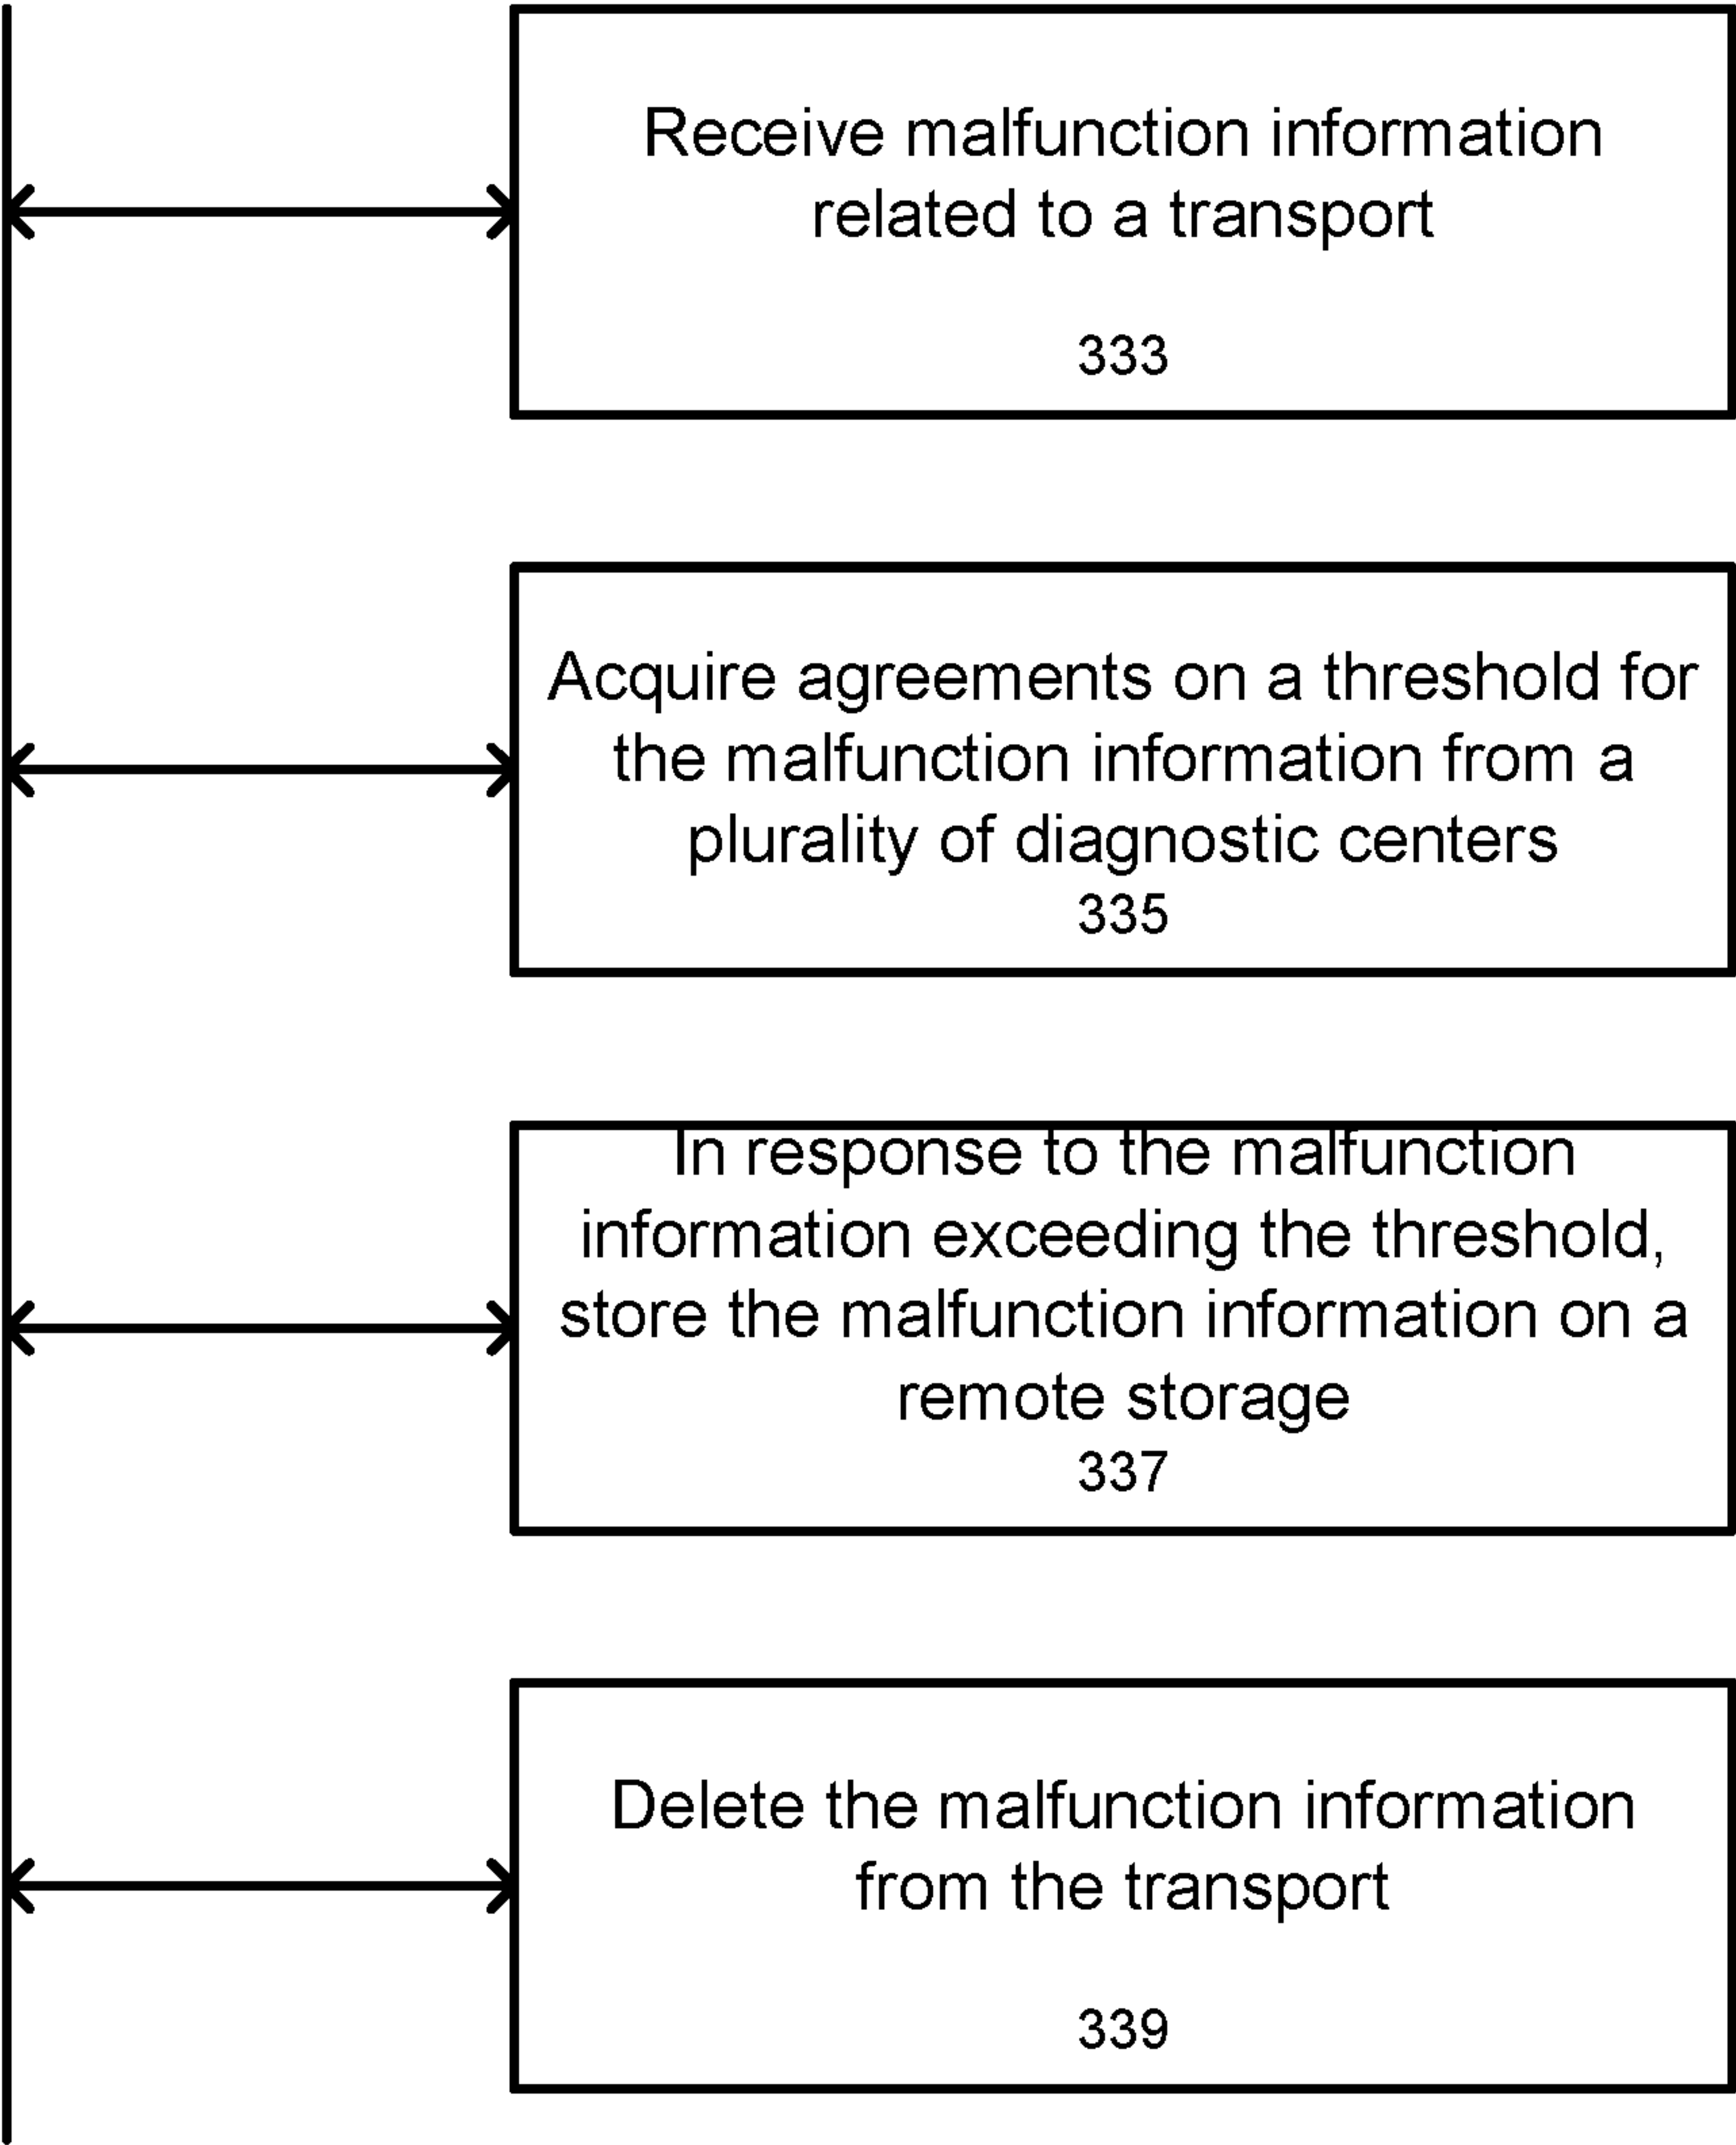 Receive malfunction information
related to a transport
333
Acquire agreements on a threshold for
the malfunction information from a
plurality of diagnostic centers
335
In response to the malfunction
information exceeding the threshold,
store the malfunction information on a
remote storage
337
Delete the malfunction information
from the transport
339